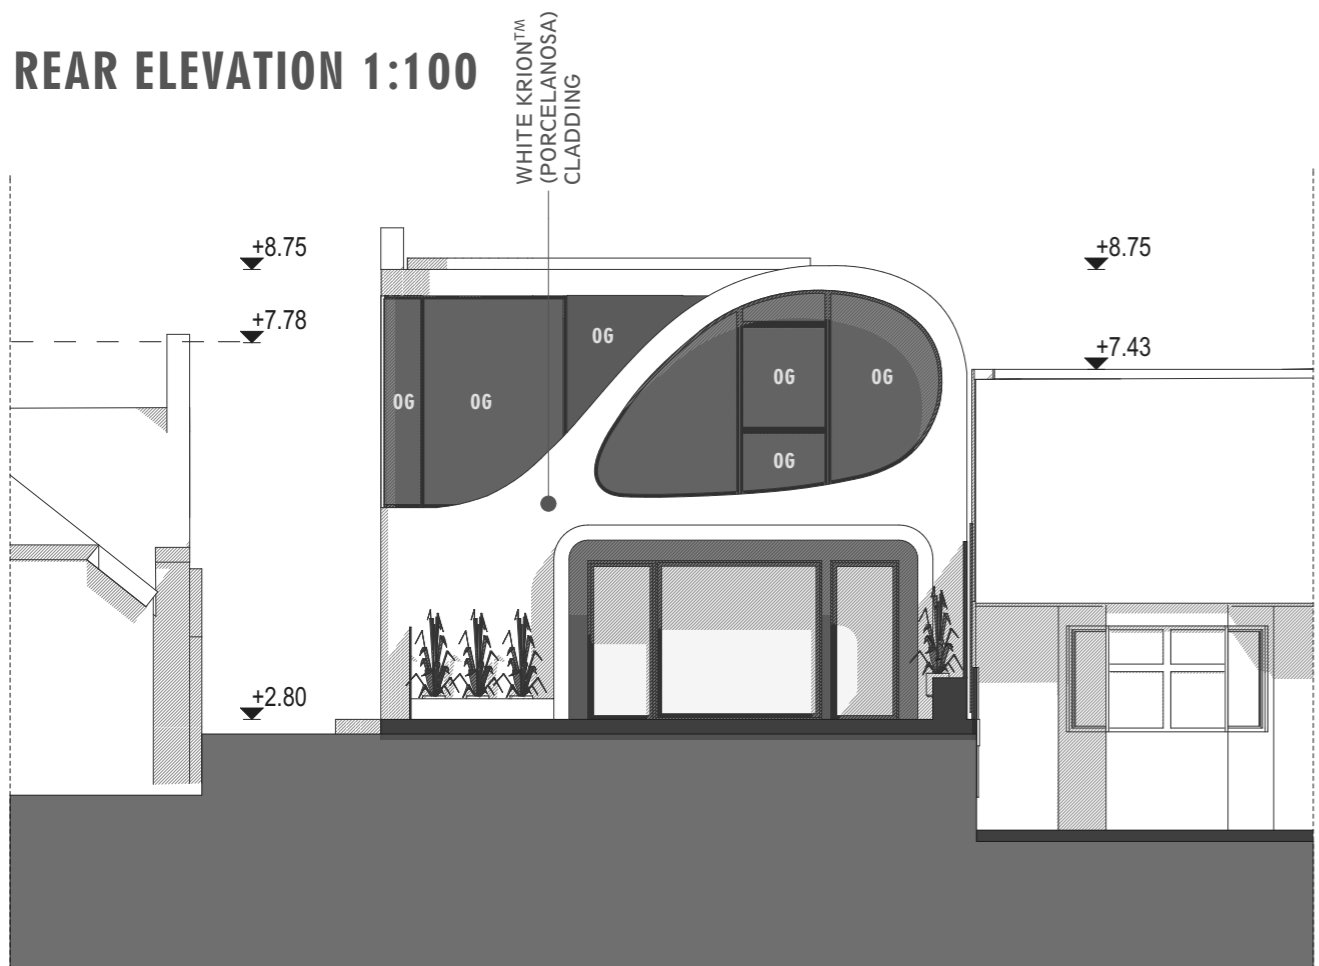 REAR ELEVATION 1:100
WHITE KRION™
(PORCELANOSA)
CLADDING
+8.75
+8.75
+7.78
+7.43
OG
OG
OG
OG
OG
OG
+2.80